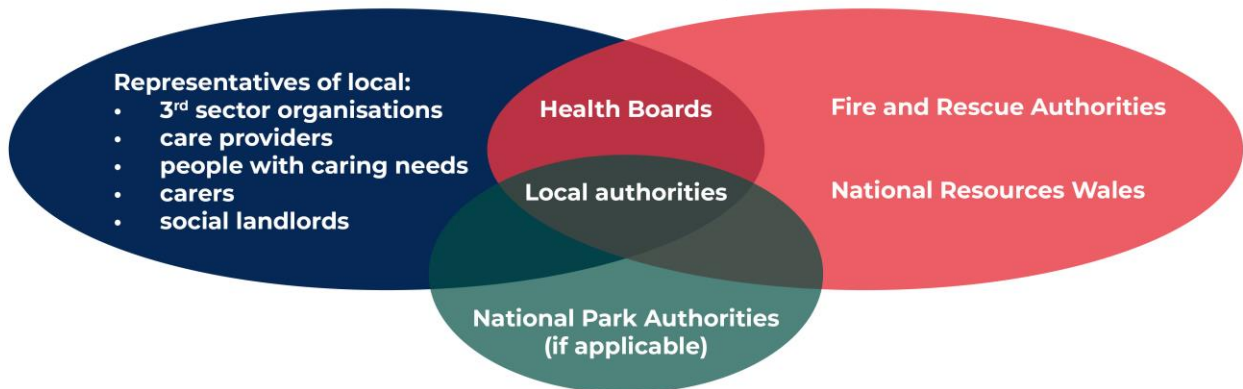 Representatives of local:
• 3rd sector organisations
• care providers
• people with caring needs
• carers
• social landlords
Health Boards
Local authorities
Fire and Rescue Authorities
National Resources Wales
National Park Authorities
(if applicable)